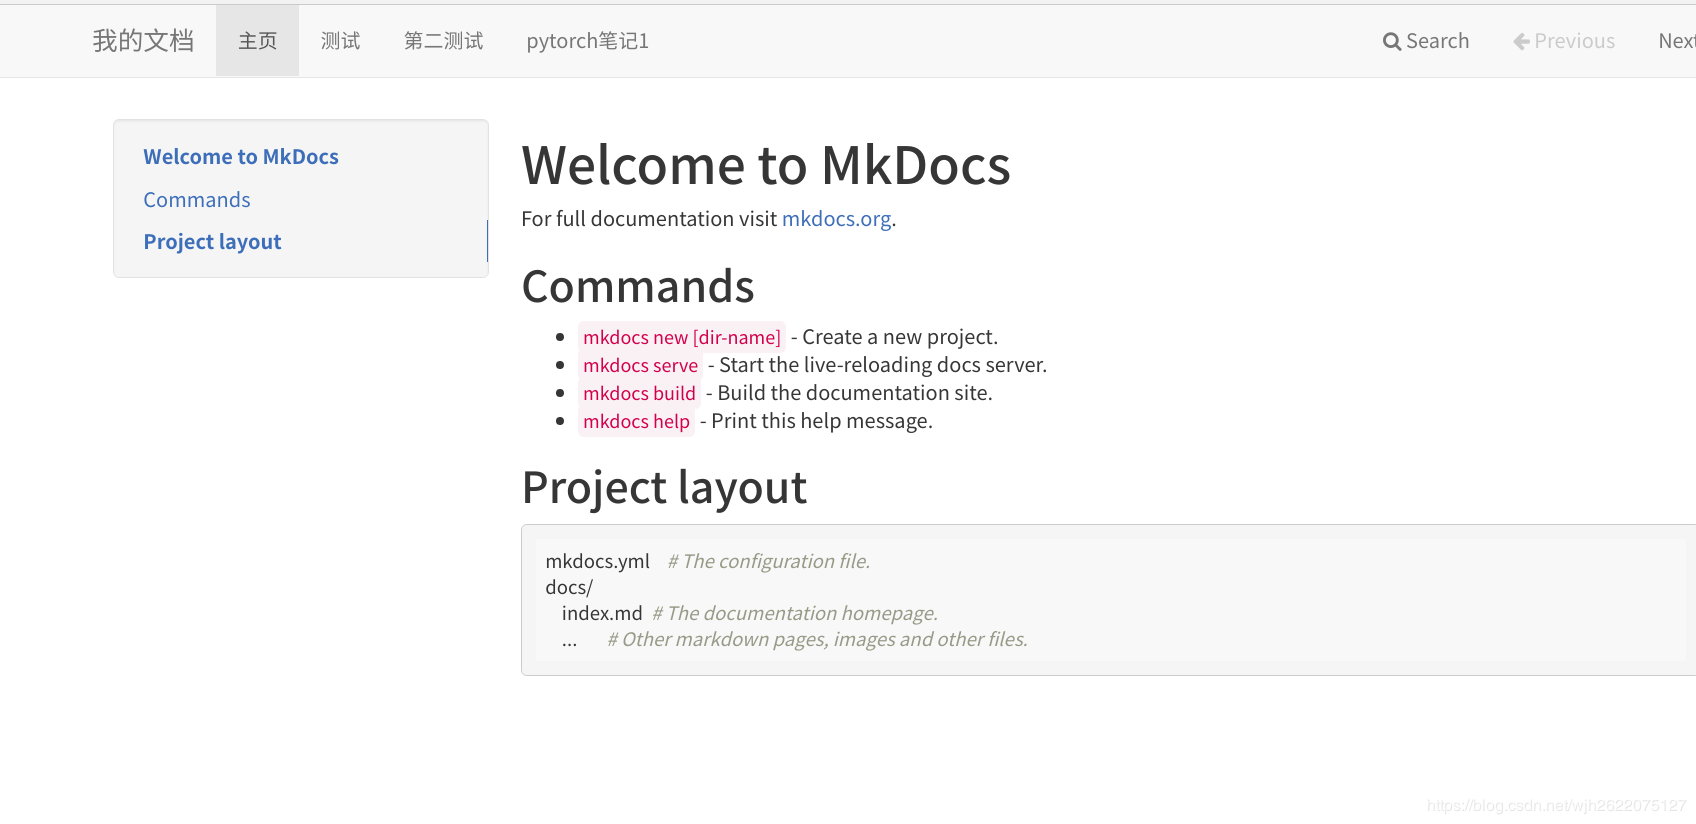 我的文档 主页 测试 第二测试 pytorch笔记1 Search Previous Next
Welcome to MkDocs
Commands
Project layout
Welcome to MkDocs
For full documentation visit mkdocs.org.
Commands
mkdocs new [dir-name] - Create a new project.
mkdocs serve - Start the live-reloading docs server.
mkdocs build - Build the documentation site.
mkdocs help - Print this help message.
Project layout
mkdocs.yml # The configuration file.
docs/
index.md # The documentation homepage.
... # Other markdown pages, images and other files.
https://blog.csdn.net/wjh2622075127